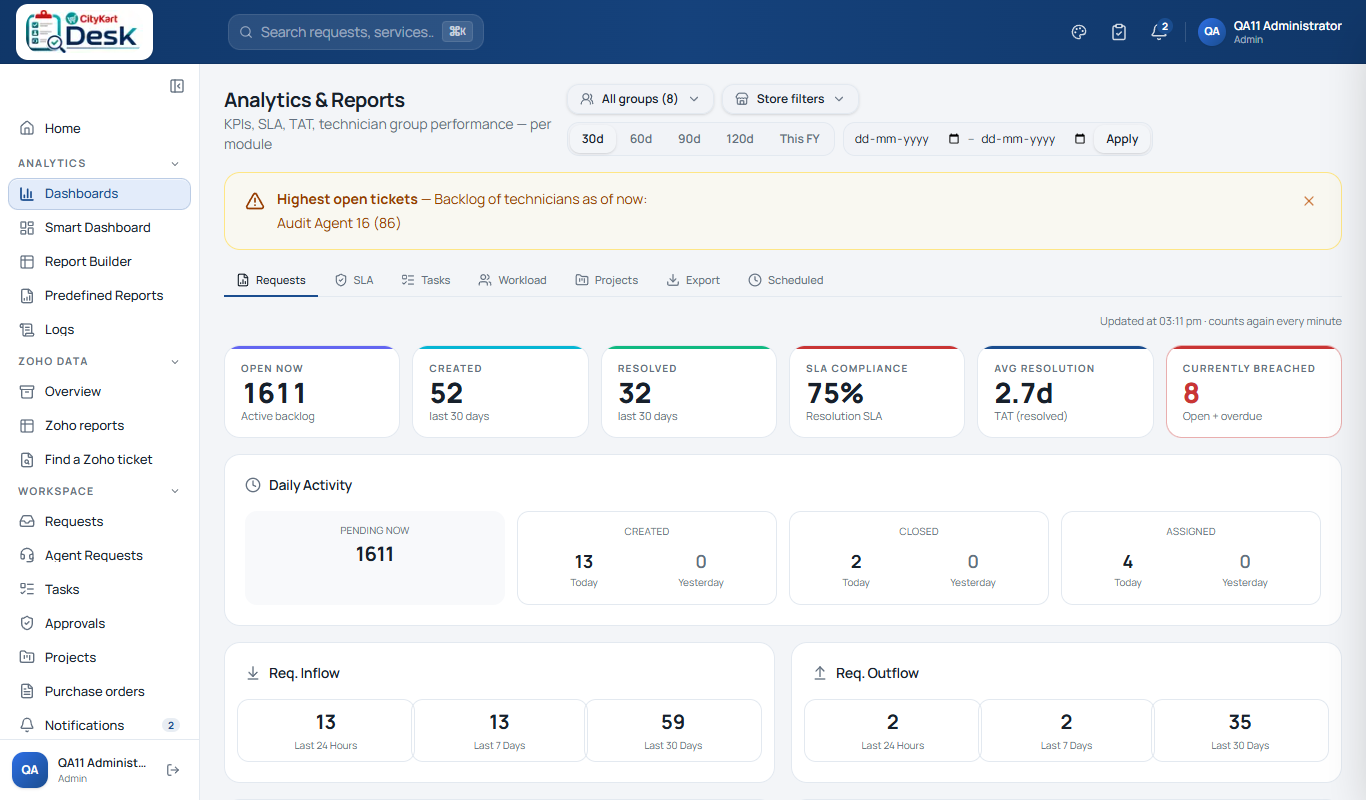 CityKart
Desk
Search requests, services..
⌘K
2
QA
QA11 Administrator
Admin
Home
ANALYTICS
Dashboards
Smart Dashboard
Report Builder
Predefined Reports
Logs
ZOHO DATA
Overview
Zoho reports
Find a Zoho ticket
WORKSPACE
Requests
Agent Requests
Tasks
Approvals
Projects
Purchase orders
Notifications
2
QA
QA11 Administ...
Admin
Analytics & Reports
KPIs, SLA, TAT, technician group performance — per
module
All groups (8)
Store filters
30d
60d
90d
120d
This FY
dd-mm-yyyy
–
dd-mm-yyyy
Apply
Highest open tickets — Backlog of technicians as of now:
Audit Agent 16 (86)
Requests
SLA
Tasks
Workload
Projects
Export
Scheduled
Updated at 03:11 pm · counts again every minute
OPEN NOW
1611
Active backlog
CREATED
52
last 30 days
RESOLVED
32
last 30 days
SLA COMPLIANCE
75%
Resolution SLA
AVG RESOLUTION
2.7d
TAT (resolved)
CURRENTLY BREACHED
8
Open + overdue
Daily Activity
PENDING NOW
1611
CREATED
13
Today
0
Yesterday
CLOSED
2
Today
0
Yesterday
ASSIGNED
4
Today
0
Yesterday
Req. Inflow
13
Last 24 Hours
13
Last 7 Days
59
Last 30 Days
Req. Outflow
2
Last 24 Hours
2
Last 7 Days
35
Last 30 Days